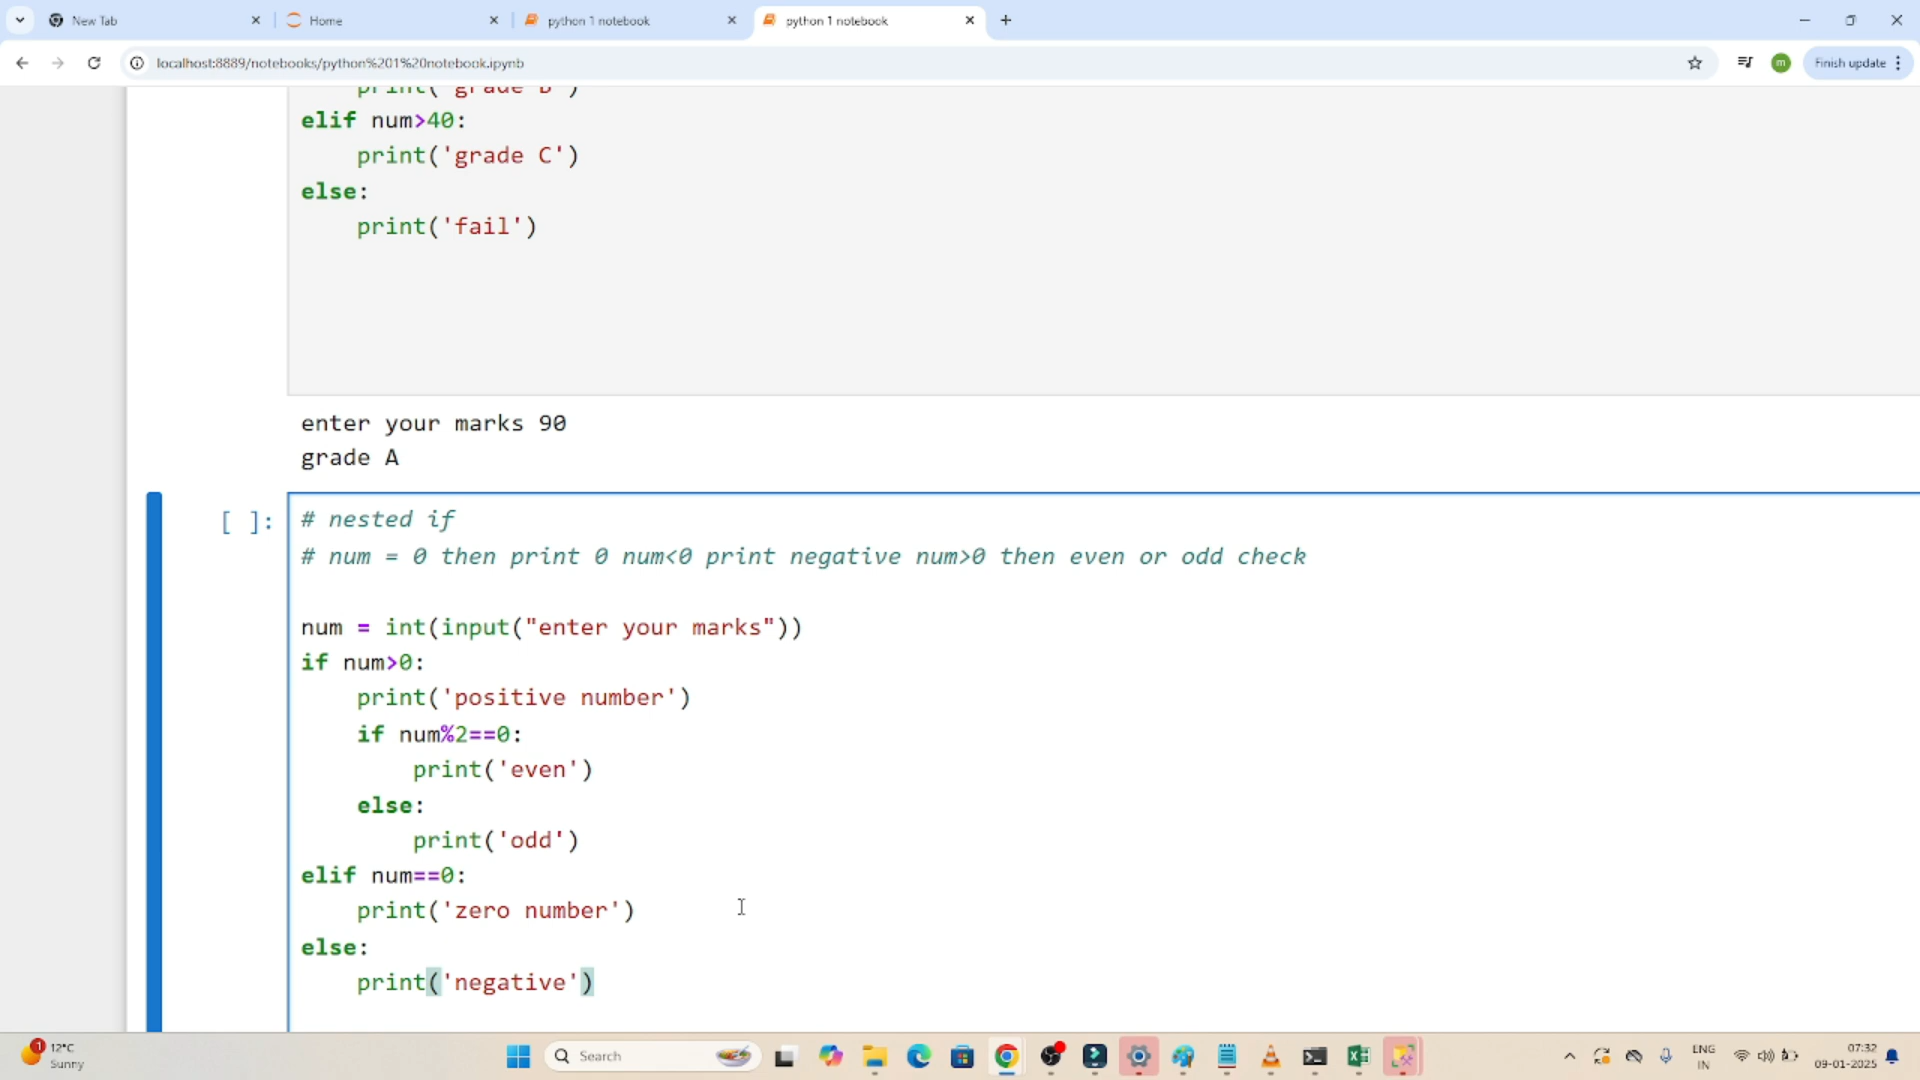 New Tab
Home
python 1 notebook
python 1 notebook
localhost:8889/notebooks/python%201%20notebook.ipynb
Finish update
m
print('grade B')
elif num>40:
    print('grade C')
else:
    print('fail')
enter your marks 90
grade A
[ ]:
# nested if
# num = 0 then print 0 num<0 print negative num>0 then even or odd check
num = int(input("enter your marks"))
if num>0:
    print('positive number')
    if num%2==0:
        print('even')
    else:
        print('odd')
elif num==0:
    print('zero number')
else:
    print('negative')
1
12°C
Sunny
Search
ENG
IN
07:32
09-01-2025